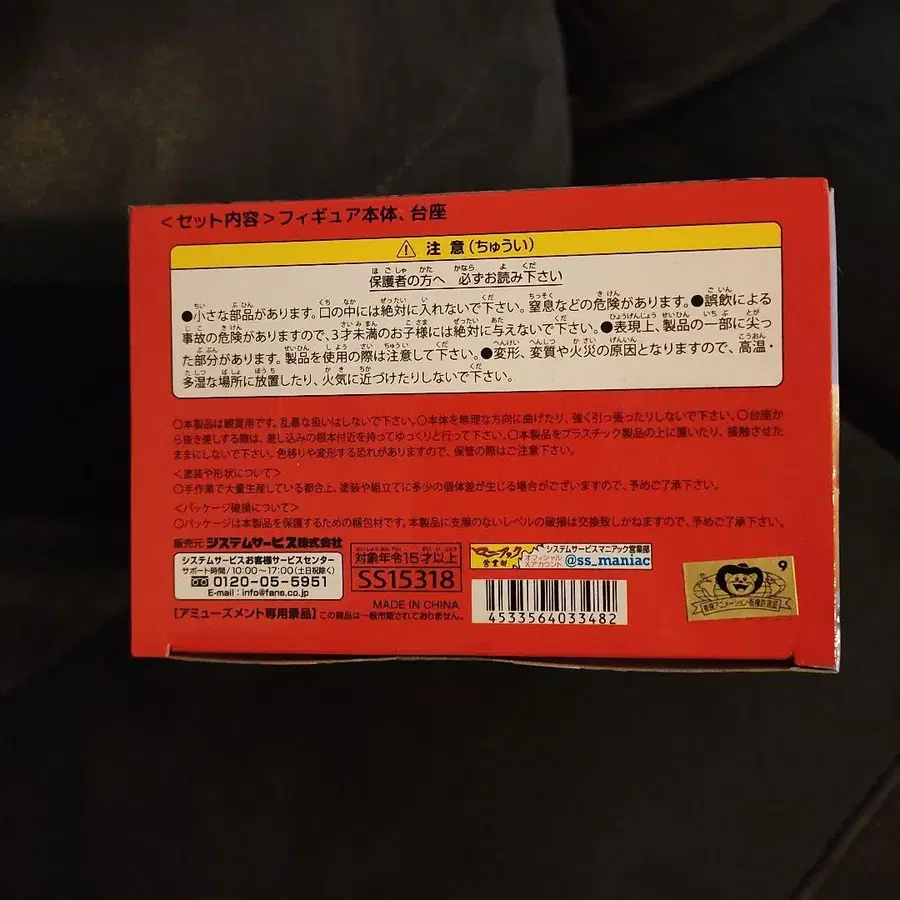 <セット内容>フィギュア本体、台座
注意(ちゅうい)
保護者の方へ 必ずお読み下さい
●小さな部品があります。口の中には絶対に入れないで下さい。窒息などの危険があります。●誤飲による
事故の危険がありますので、3才未満のお子様には絶対に与えないで下さい。●表現上、製品の一部に尖っ
た部分があります。製品を使用の際は注意して下さい。●変形、変質や火災の原因となりますので、高温・
多湿な場所に放置したり、火気に近づけたりしないで下さい。
○本製品は観賞用です。乱暴な扱いはしないで下さい。○本体を無理な方向に曲げたり、強く引っ張ったりしないで下さい。○台座か
ら抜き差しする際は、差し込みの根本付近を持ってゆっくりと行って下さい。○本製品をプラスチック製品の上に置いたり、接触させた
ままにしないで下さい。色移りや変形する恐れがありますので、保管の際はご注意下さい。
<塗装や形状について>
○手作業で大量生産している都合上、塗装や組立てに多少の個体差が生じる場合がございますので、予めご了承下さい。
<パッケージ破損について>
○パッケージは本製品を保護するための梱包材です。本製品に支障のないレベルの破損は交換致しかねますので、予めご了承下さい。
販売元 システムサービス株式会社
システムサービスお客様サービスセンター
サポート時間/10:00~17:00(土日祝除く)
0120-05-5951
E-mail : info@fans.co.jp
【アミューズメント専用景品】この製品は一般市販されておりません。
対象年令15才以上
SS15318
MADE IN CHINA
マニアック
営業部
システムサービスマニアック営業部
オフィシャル
Xアカウント
@ss_maniac
4533564033482
9
東映アニメーション版権許諾証